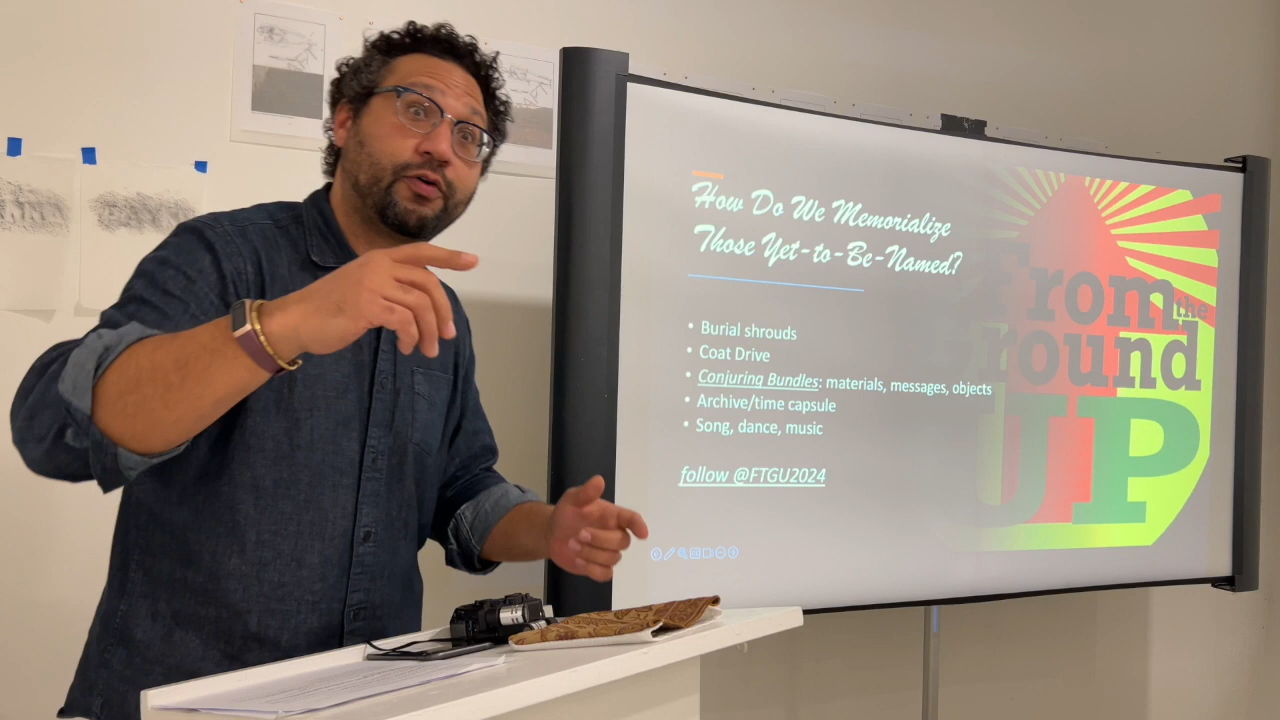 How Do We Memorialize
Those Yet-to-Be-Named?
• Burial shrouds
• Coat Drive
• Conjuring Bundles: materials, messages, objects
• Archive/time capsule
• Song, dance, music
follow @FTGU2024
From
the
Ground
UP